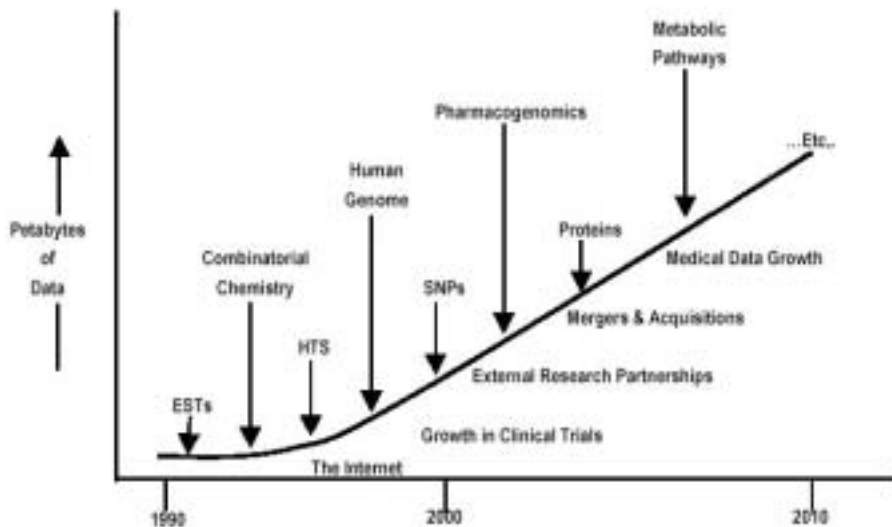 Metabolic
Pathways
Pharmacogenomics
...Etc..
Human
Genome
Petabytes
of
Data
Proteins
Combinatorial
Chemistry
Medical Data Growth
SNPs
Mergers & Acquisitions
HTS
External Research Partnerships
ESTs
Growth in Clinical Trials
The Internet
1990
2000
2010